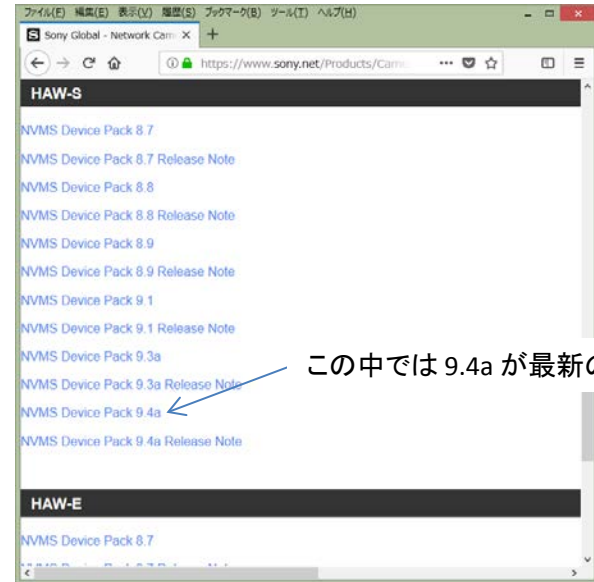 ファイル(F) 編集(E) 表示(V) 履歴(S) ブックマーク(B) ツール(T) ヘルプ(H)
Sony Global - Network Cam
https://www.sony.net/Products/Cam
HAW-S
NVMS Device Pack 8.7
NVMS Device Pack 8.7 Release Note
NVMS Device Pack 8.8
NVMS Device Pack 8.8 Release Note
NVMS Device Pack 8.9
NVMS Device Pack 8.9 Release Note
NVMS Device Pack 9.1
NVMS Device Pack 9.1 Release Note
NVMS Device Pack 9.3a
この中では 9.4a が最新の
NVMS Device Pack 9.3a Release Note
NVMS Device Pack 9.4a
NVMS Device Pack 9.4a Release Note
HAW-E
NVMS Device Pack 8.7